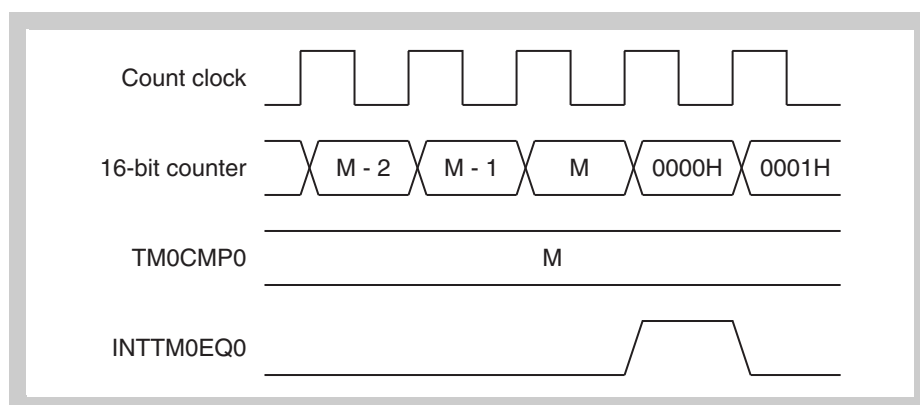 Count clock
16-bit counter M - 2 M - 1 M 0000H 0001H
TM0CMP0 M
INTTM0EQ0